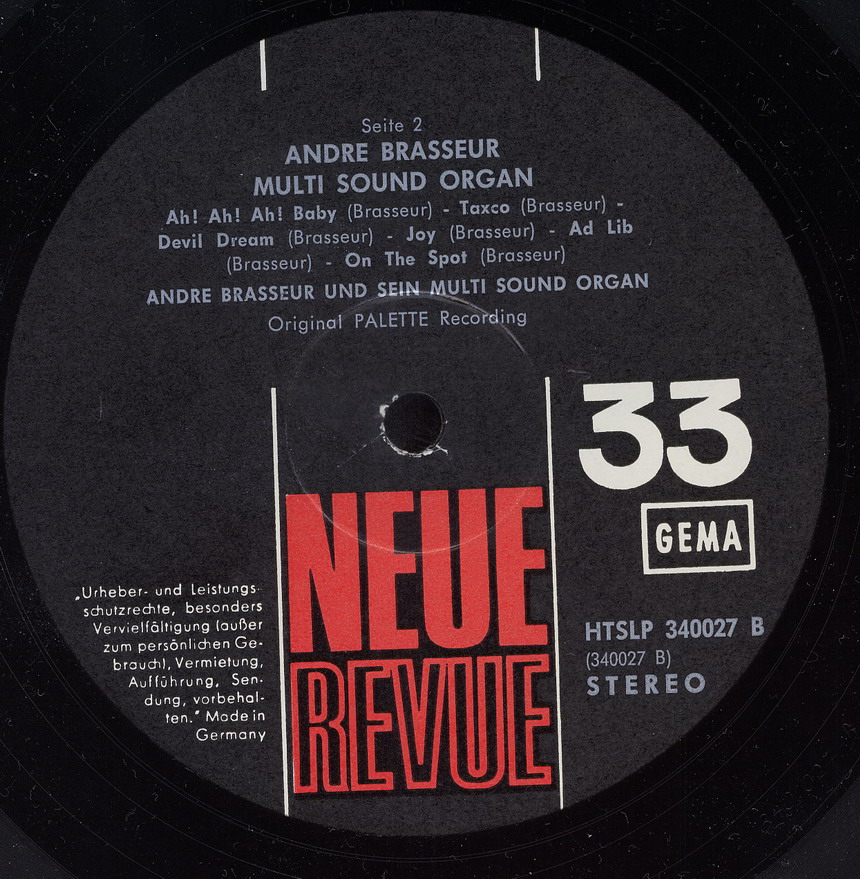 Seite 2
ANDRE BRASSEUR
MULTI SOUND ORGAN
Ah! Ah! Ah! Baby (Brasseur) - Taxco (Brasseur) -
Devil Dream (Brasseur) - Joy (Brasseur) - Ad Lib
(Brasseur) - On The Spot (Brasseur)
ANDRE BRASSEUR UND SEIN MULTI SOUND ORGAN
Original PALETTE Recording
33
GEMA
NEUE
REVUE
„Urheber- und Leistungs-
schutzrechte, besonders
Vervielfältigung (außer
zum persönlichen Ge-
brauch), Vermietung,
Aufführung, Sen-
dung, vorbehal-
ten.“ Made in
Germany
HTSLP 340027 B
(340027 B)
STEREO